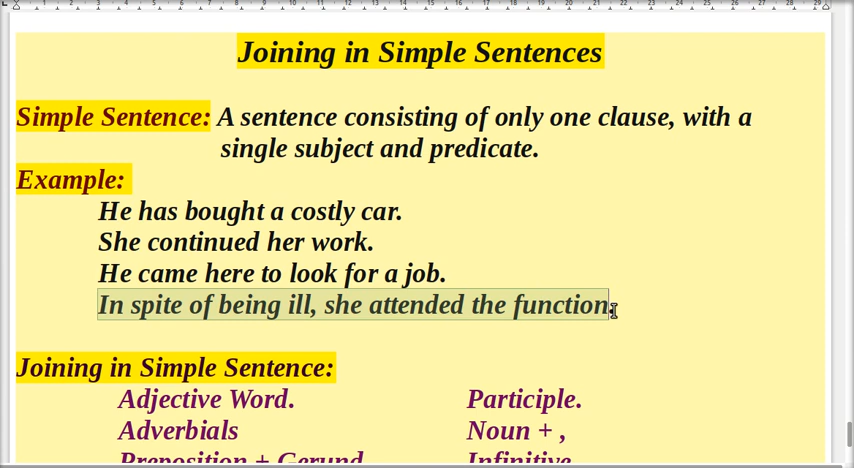 Joining in Simple Sentences
Simple Sentence: A sentence consisting of only one clause, with a
single subject and predicate.
Example:
He has bought a costly car.
She continued her work.
He came here to look for a job.
In spite of being ill, she attended the function.
Joining in Simple Sentence:
Adjective Word. Participle.
Adverbials Noun + ,
Preposition + Gerund Infinitive